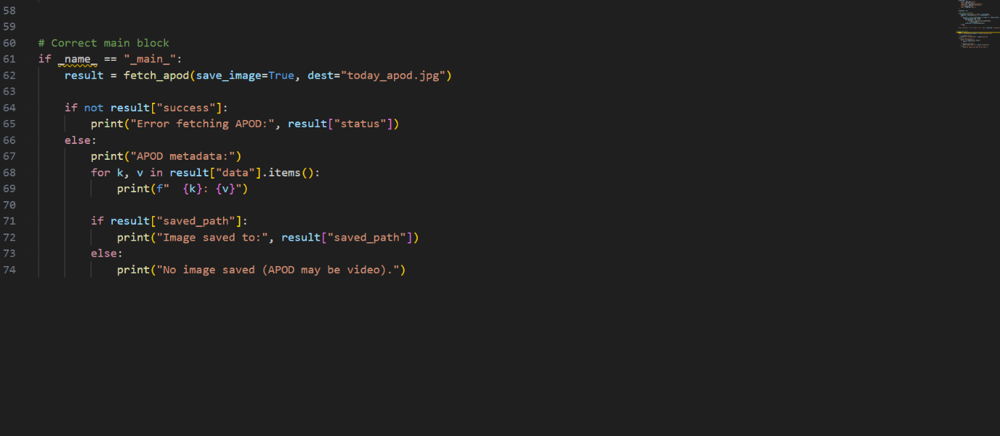 58
59
60 # Correct main block
61 if _name_ == "_main_":
62     result = fetch_apod(save_image=True, dest="today_apod.jpg")
63
64     if not result["success"]:
65         print("Error fetching APOD:", result["status"])
66     else:
67         print("APOD metadata:")
68         for k, v in result["data"].items():
69             print(f"  {k}: {v}")
70
71         if result["saved_path"]:
72             print("Image saved to:", result["saved_path"])
73         else:
74             print("No image saved (APOD may be video).")